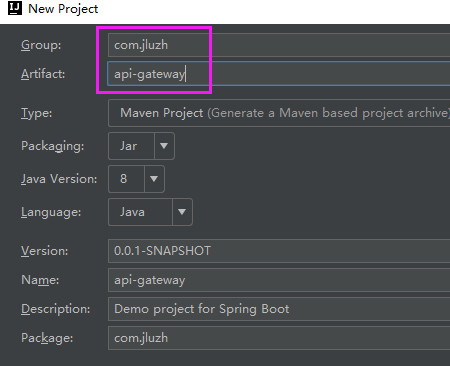 IJ New Project
Group: com.jluzh
Artifact: api-gateway
Type: Maven Project (Generate a Maven based project archive)
Packaging: Jar
Java Version: 8
Language: Java
Version: 0.0.1-SNAPSHOT
Name: api-gateway
Description: Demo project for Spring Boot
Package: com.jluzh